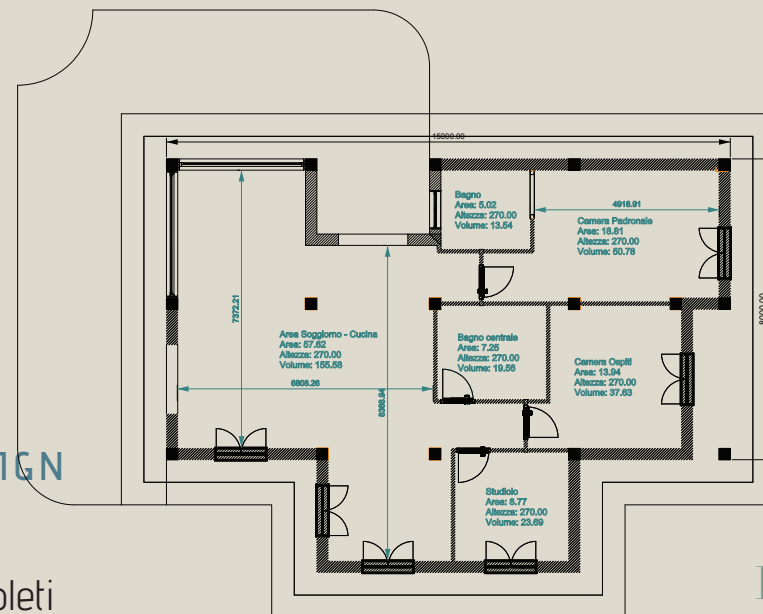 15000.00
Bagno
Area: 5.02
Altezza: 270.00
Volume: 13.54
4918.91
Camera Padronale
Area: 18.81
Altezza: 270.00
Volume: 50.78
7372.21
8000.00
Area Soggiorno - Cucina
Area: 57.62
Altezza: 270.00
Volume: 155.58
Bagno centrale
Area: 7.25
Altezza: 270.00
Volume: 19.56
Camera Ospiti
Area: 13.94
Altezza: 270.00
Volume: 37.63
6808.26
8368.94
IGN
Studiolo
Area: 8.77
Altezza: 270.00
Volume: 23.69
oleti